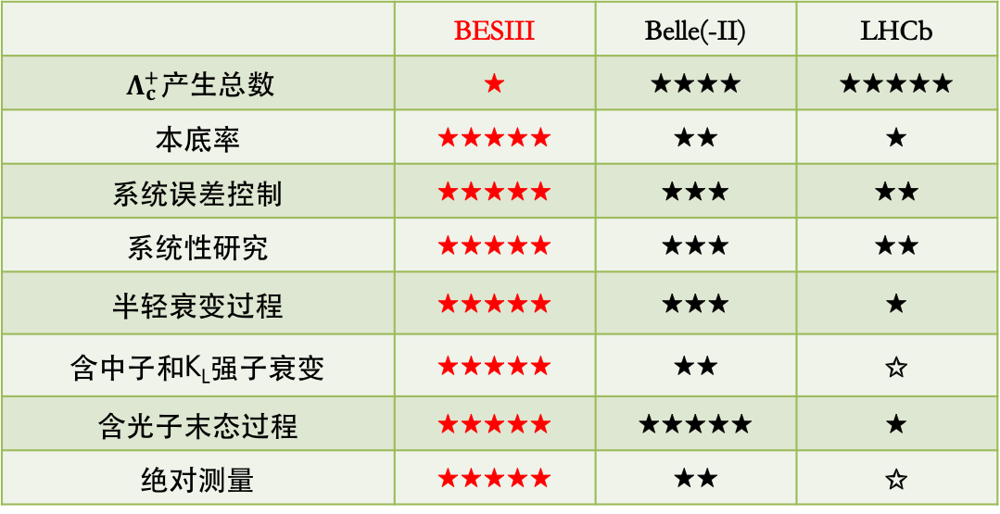 BESIII Belle(-II) LHCb
Λc+产生总数 ★ ★★★★ ★★★★★
本底率 ★★★★★ ★★ ★
系统误差控制 ★★★★★ ★★★ ★★
系统性研究 ★★★★★ ★★★ ★★
半轻衰变过程 ★★★★★ ★★★ ★
含中子和KL强子衰变 ★★★★★ ★★ ☆
含光子末态过程 ★★★★★ ★★★★★ ★
绝对测量 ★★★★★ ★★ ☆